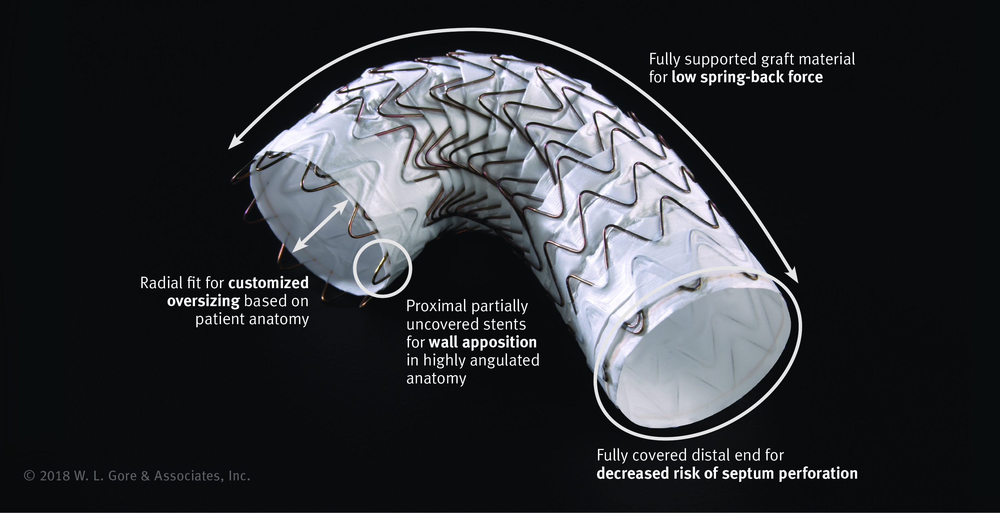 Fully supported graft material
for low spring-back force
Radial fit for customized
oversizing based on
patient anatomy
Proximal partially
uncovered stents
for wall apposition
in highly angulated
anatomy
Fully covered distal end for
decreased risk of septum perforation
© 2018 W. L. Gore & Associates, Inc.